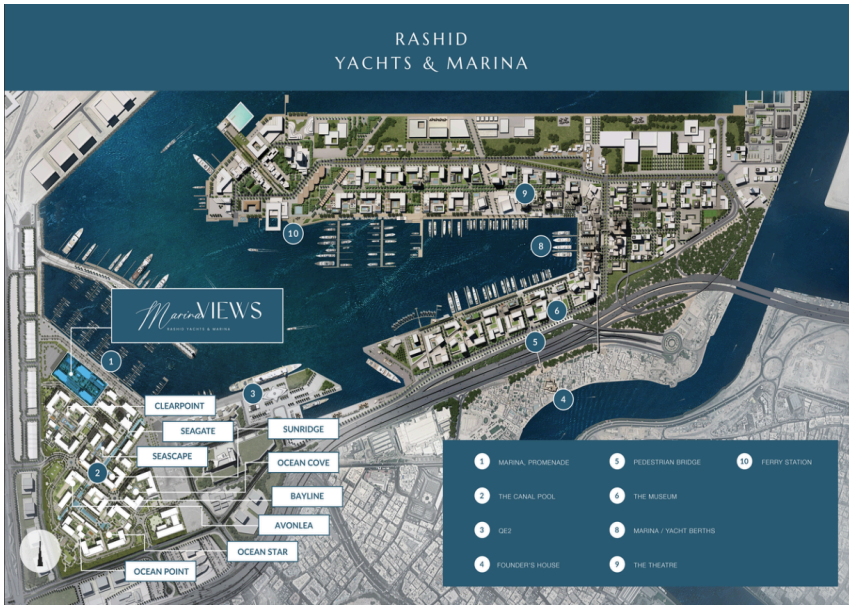 RASHID
YACHTS & MARINA
9
10
8
Marina VIEWS
RASHID YACHTS & MARINA
6
5
1
3
4
CLEARPOINT
SEAGATE
SUNRIDGE
SEASCAPE
OCEAN COVE
2
BAYLINE
AVONLEA
OCEAN STAR
OCEAN POINT
1 MARINA, PROMENADE
2 THE CANAL POOL
3 QE2
4 FOUNDER'S HOUSE
5 PEDESTRIAN BRIDGE
6 THE MUSEUM
8 MARINA / YACHT BERTHS
9 THE THEATRE
10 FERRY STATION